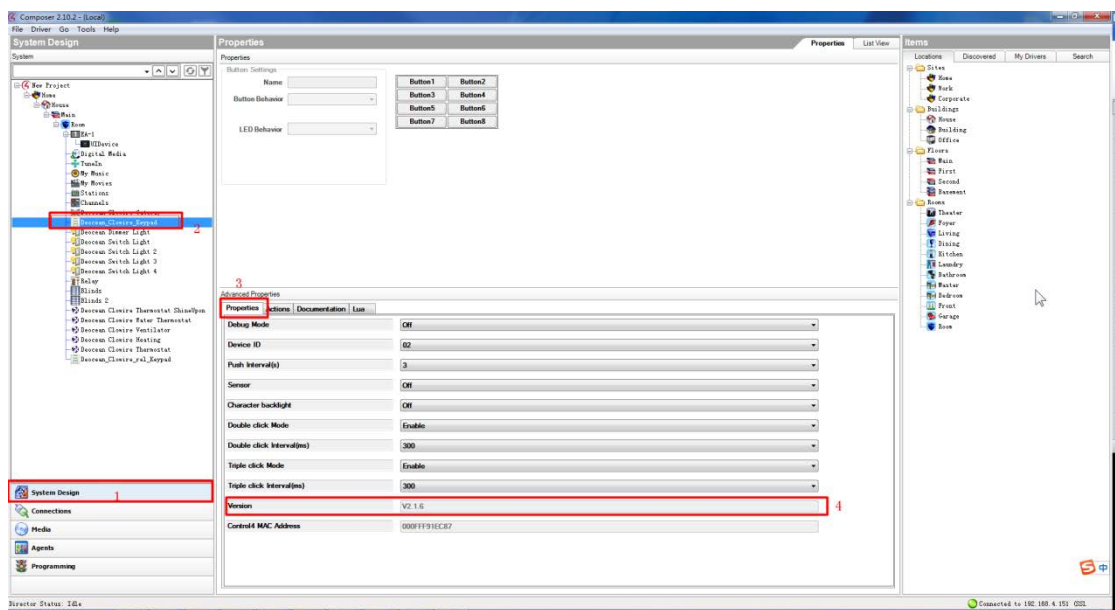 Composer 2.10.2 - (Local)
File Driver Go Tools Help
System Design
System
New Project
Home
House
Main
Room
EA-1
UIDevice
Digital Media
TuneIn
My Music
My Movies
Stations
Channels
Deocean_Clowire_Keypad
2
Deocean Dimmer Light
Deocean Switch Light
Deocean Switch Light 2
Deocean Switch Light 3
Deocean Switch Light 4
Relay
Blinds
Blinds 2
Deocean Clowire Thermostat ShineUpon
Deocean Clowire Water Thermostat
Deocean Clowire Ventilator
Deocean Clowire Heating
Deocean Clowire Thermostat
Deocean_Clowire_rel_Keypad
System Design
1
Connections
Media
Agents
Programming
Properties
Properties List View
Properties
Button Settings
Name
Button Behavior
LED Behavior
Button1 Button2
Button3 Button4
Button5 Button6
Button7 Button8
3
Advanced Properties
Properties Actions Documentation Lua
Debug Mode Off
Device ID 02
Push Interval(s) 3
Sensor Off
Character backlight Off
Double click Mode Enable
Double click Interval(ms) 300
Triple click Mode Enable
Triple click Interval(ms) 300
Version V2.1.6 4
Control4 MAC Address 000FFF91EC87
Items
Locations Discovered My Drivers Search
Sites
Home
Work
Corporate
Buildings
House
Building
Office
Floors
Main
First
Second
Basement
Rooms
Theater
Foyer
Living
Dining
Kitchen
Laundry
Bathroom
Master
Bedroom
Front
Garage
Room
中
Director Status: Idle
Connected to 192.168.4.151 (SSL